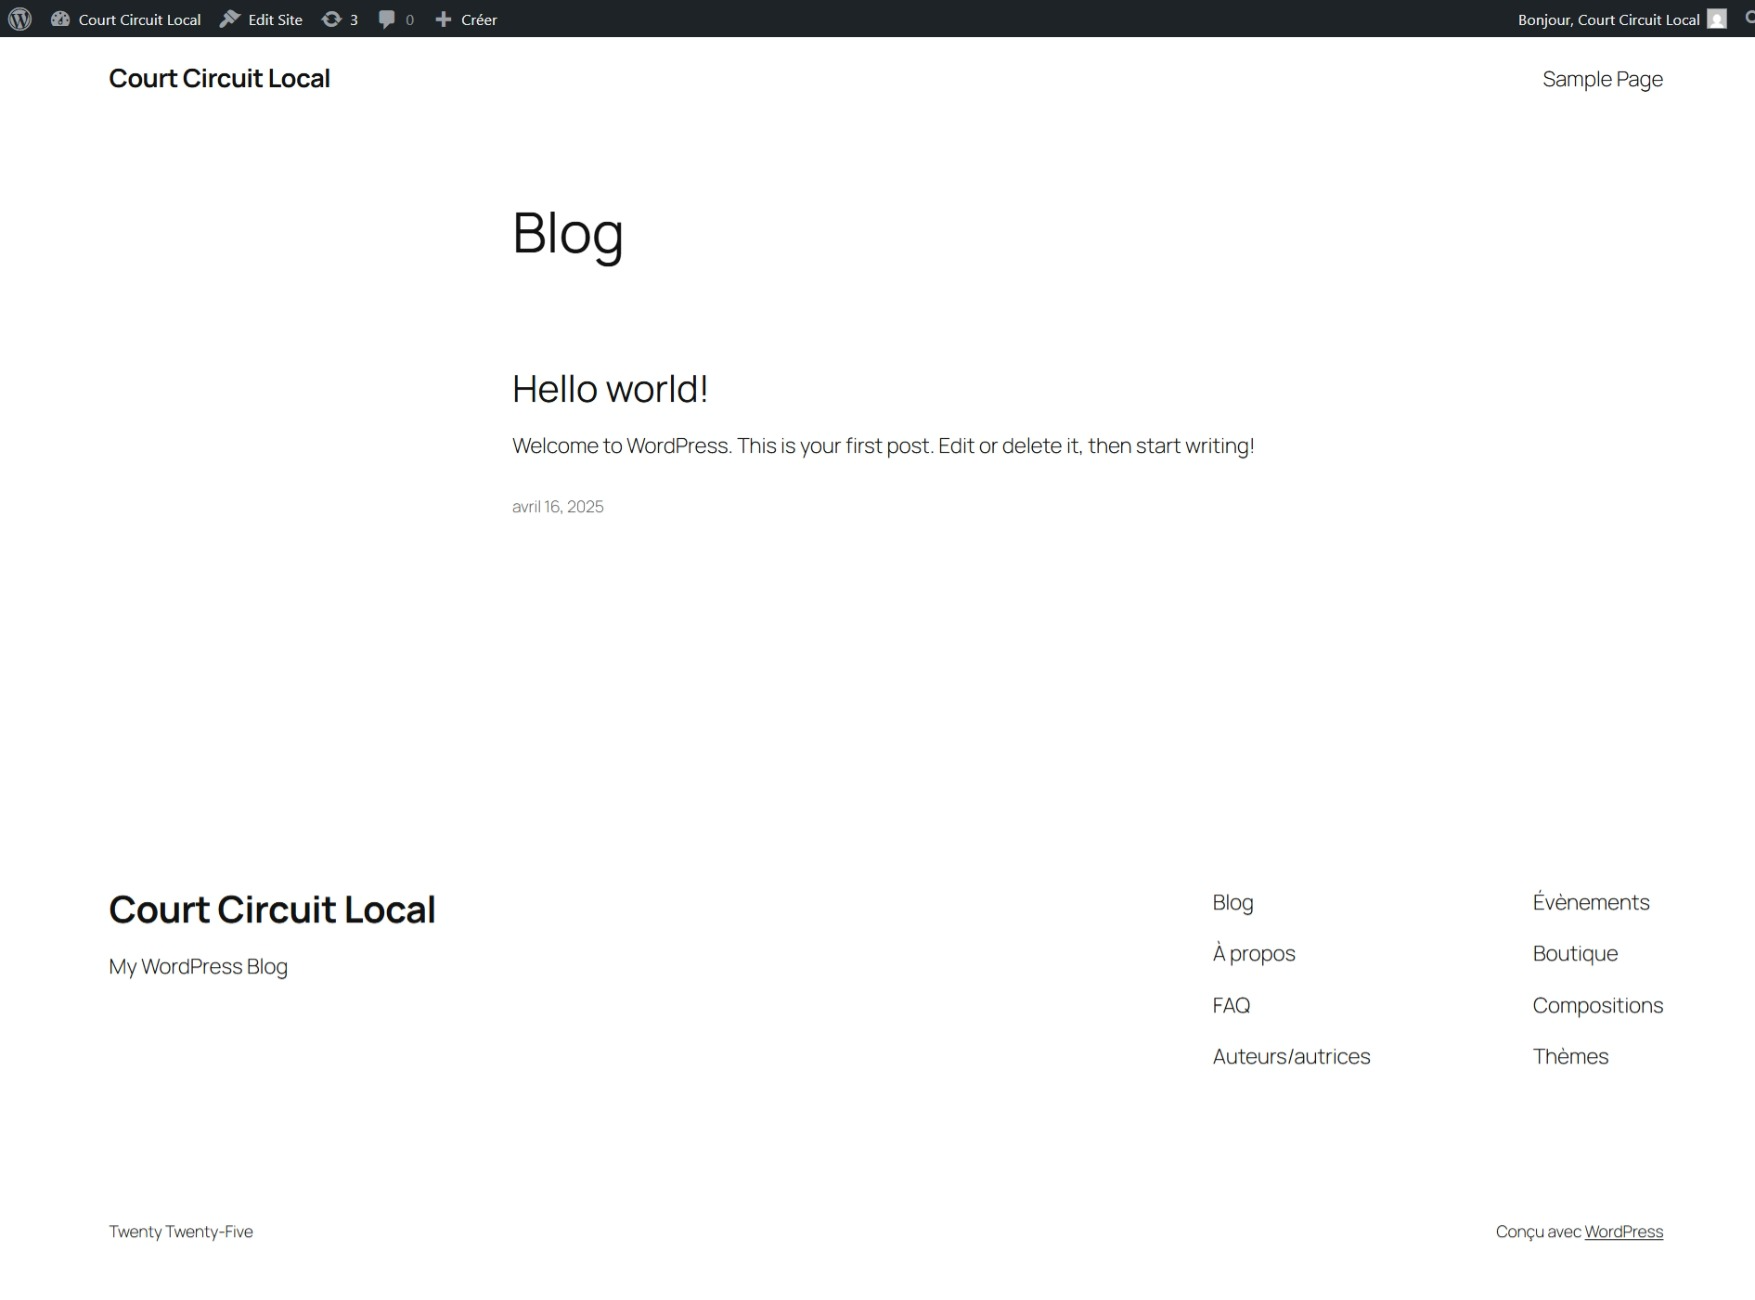 Court Circuit Local Edit Site 3 0 Créer Bonjour, Court Circuit Local
Court Circuit Local Sample Page
Blog
Hello world!
Welcome to WordPress. This is your first post. Edit or delete it, then start writing!
avril 16, 2025
Court Circuit Local
My WordPress Blog
Blog
À propos
FAQ
Auteurs/autrices
Évènements
Boutique
Compositions
Thèmes
Twenty Twenty-Five
Conçu avec WordPress